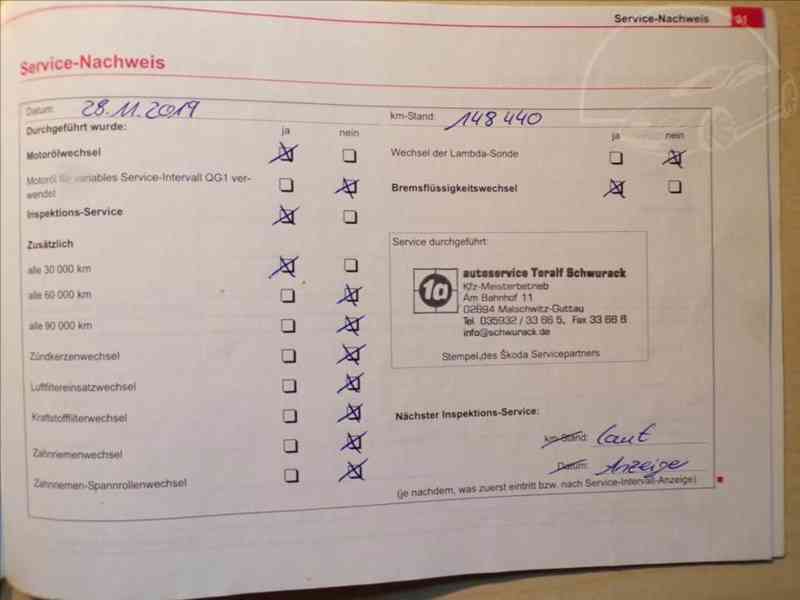 Service-Nachweis 91
Service-Nachweis
Datum: 28.11.2019
km-Stand: 148 440
Durchgeführt wurde:
ja nein
ja nein
Motorölwechsel
Wechsel der Lambda-Sonde
Motoröl für variables Service-Intervall QG1 ver-
wendet
Bremsflüssigkeitswechsel
Inspektions-Service
Zusätzlich
Service durchgeführt:
alle 30 000 km
alle 60 000 km
alle 90 000 km
Zündkerzenwechsel
Luftfiltereinsatzwechsel
Kraftstofffilterwechsel
Zahnriemenwechsel
Zahnriemen-Spannrollenwechsel
1a
autoservice Toralf Schwurack
Kfz-Meisterbetrieb
Am Bahnhof 11
02694 Malschwitz-Guttau
Tel. 035932 / 33 66 5, Fax 33 66 6
info@schwurack.de
Stempel des Škoda Servicepartners
Nächster Inspektions-Service:
km-Stand: laut
Datum: Anzeige
(je nachdem, was zuerst eintritt bzw. nach Service-Intervall-Anzeige)